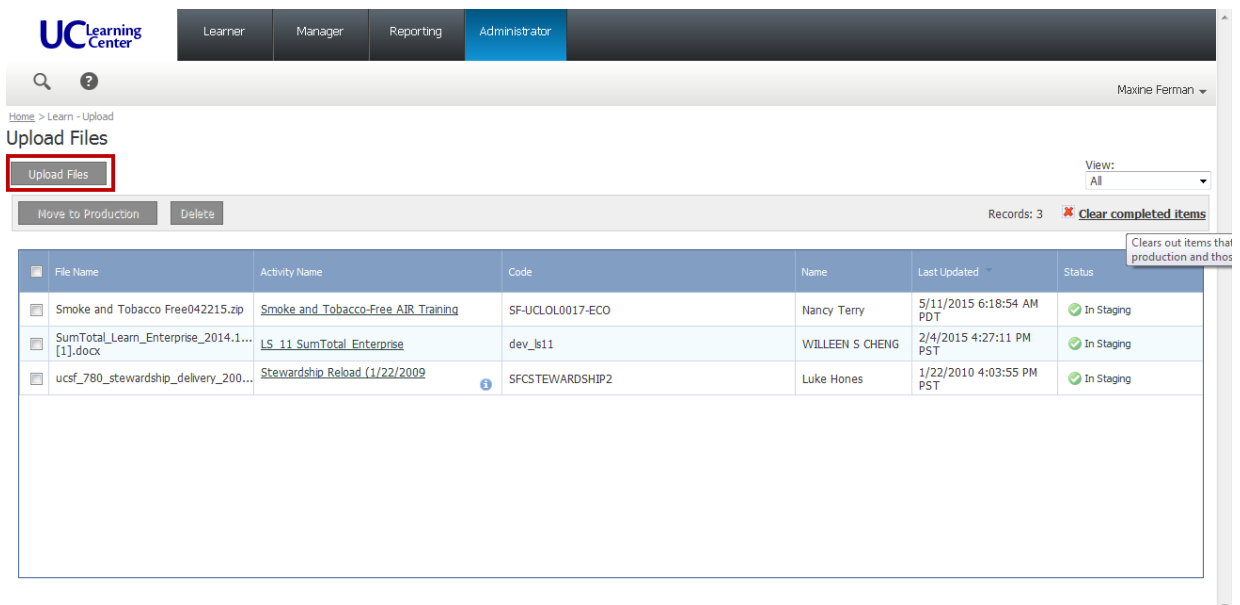 UC Learning Center
Learner
Manager
Reporting
Administrator
Maxine Ferman
Home > Learn - Upload
Upload Files
Upload Files
View:
All
Move to Production
Delete
Records: 3
Clear completed items
Clears out items that
production and thos
File Name
Activity Name
Code
Name
Last Updated
Status
Smoke and Tobacco Free042215.zip
Smoke and Tobacco-Free AIR Training
SF-UCLOL0017-ECO
Nancy Terry
5/11/2015 6:18:54 AM
PDT
In Staging
SumTotal_Learn_Enterprise_2014.1...
[1].docx
LS 11 SumTotal Enterprise
dev_ls11
WILLEEN S CHENG
2/4/2015 4:27:11 PM
PST
In Staging
ucsf_780_stewardship_delivery_200...
Stewardship Reload (1/22/2009
SFCSTEWARDSHIP2
Luke Hones
1/22/2010 4:03:55 PM
PST
In Staging